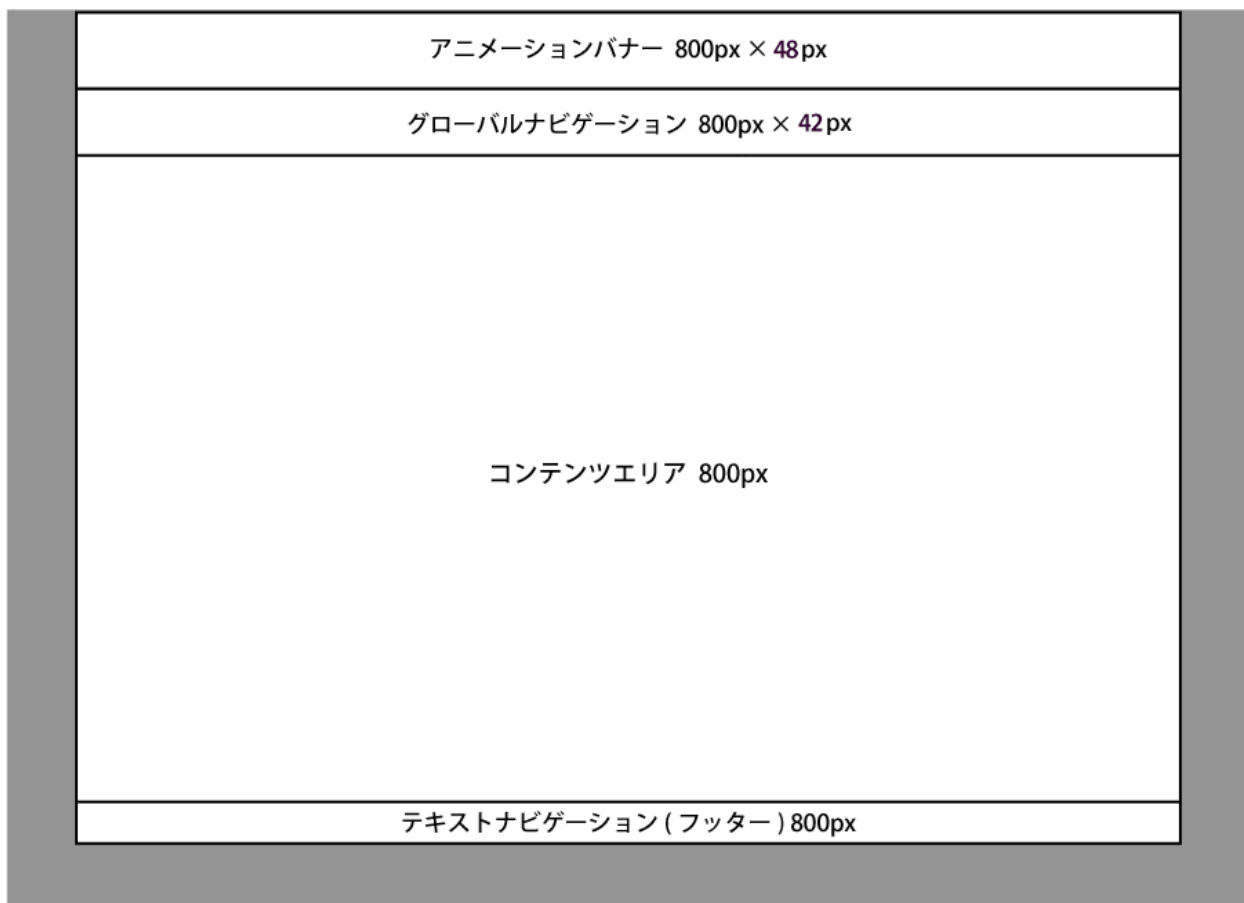 アニメーションバナー 800px × 48px
グローバルナビゲーション 800px × 42px
コンテンツエリア 800px
テキストナビゲーション ( フッター ) 800px